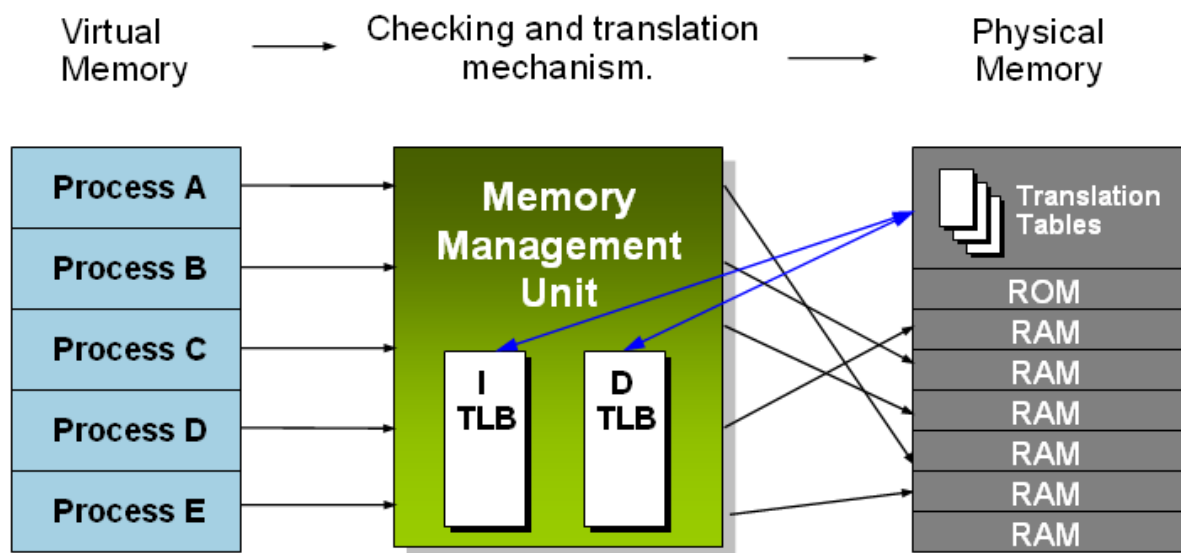 Virtual
Memory
Checking and translation
mechanism.
Physical
Memory
Process A
Process B
Process C
Process D
Process E
Memory
Management
Unit
I
TLB
D
TLB
Translation
Tables
ROM
RAM
RAM
RAM
RAM
RAM
RAM